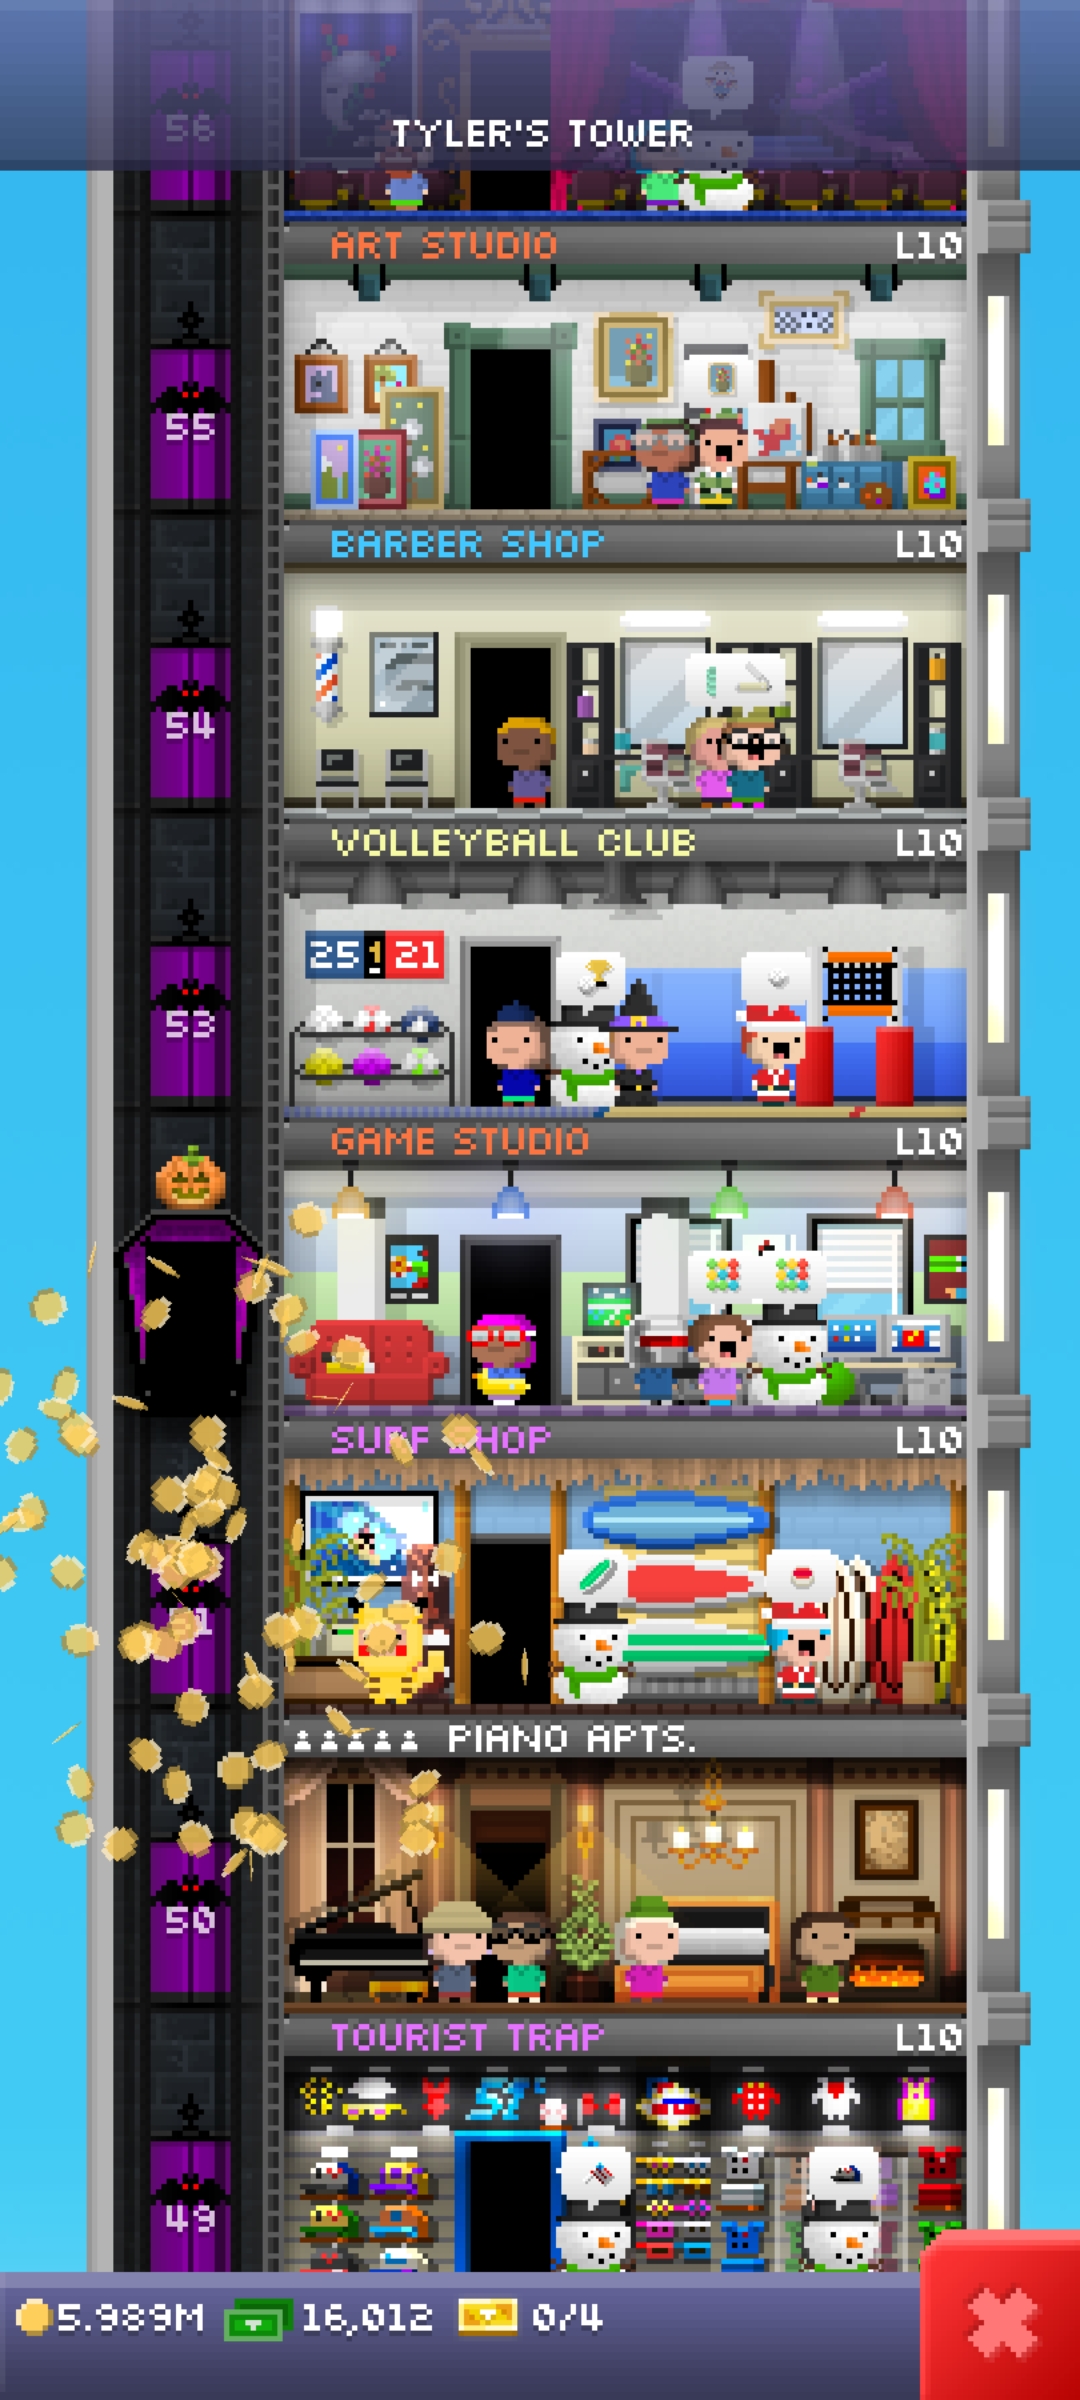 56
TYLER'S TOWER
ART STUDIO L10
55
BARBER SHOP L10
54
VOLLEYBALL CLUB L10
25 1 21
53
GAME STUDIO L10
SURF SHOP L10
PIANO APTS.
50
TOURIST TRAP L10
49
5.989M 16,012 0/4